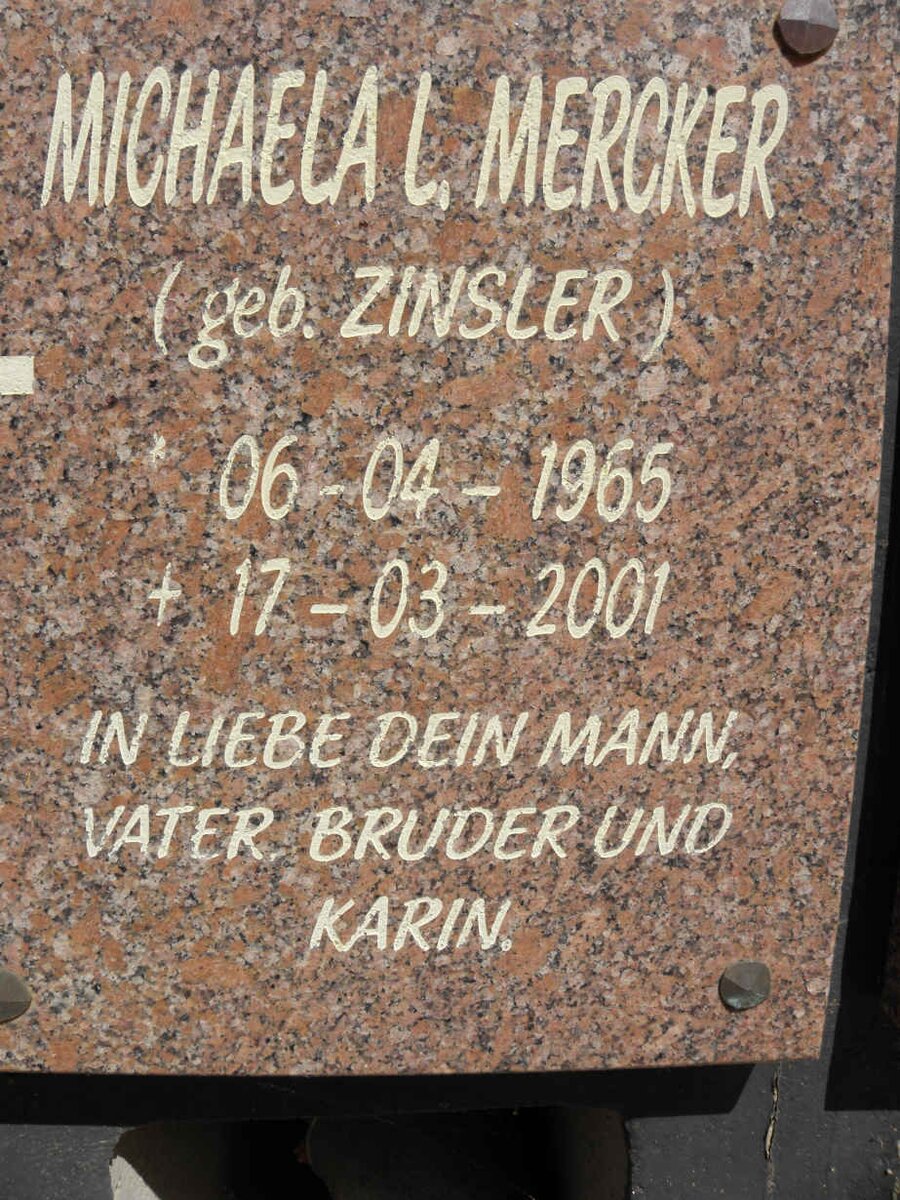 MICHAELA L. MERCKER
( geb. ZINSLER )
* 06 - 04 - 1965
+ 17 - 03 - 2001
IN LIEBE DEIN MANN,
VATER, BRUDER UND
KARIN.